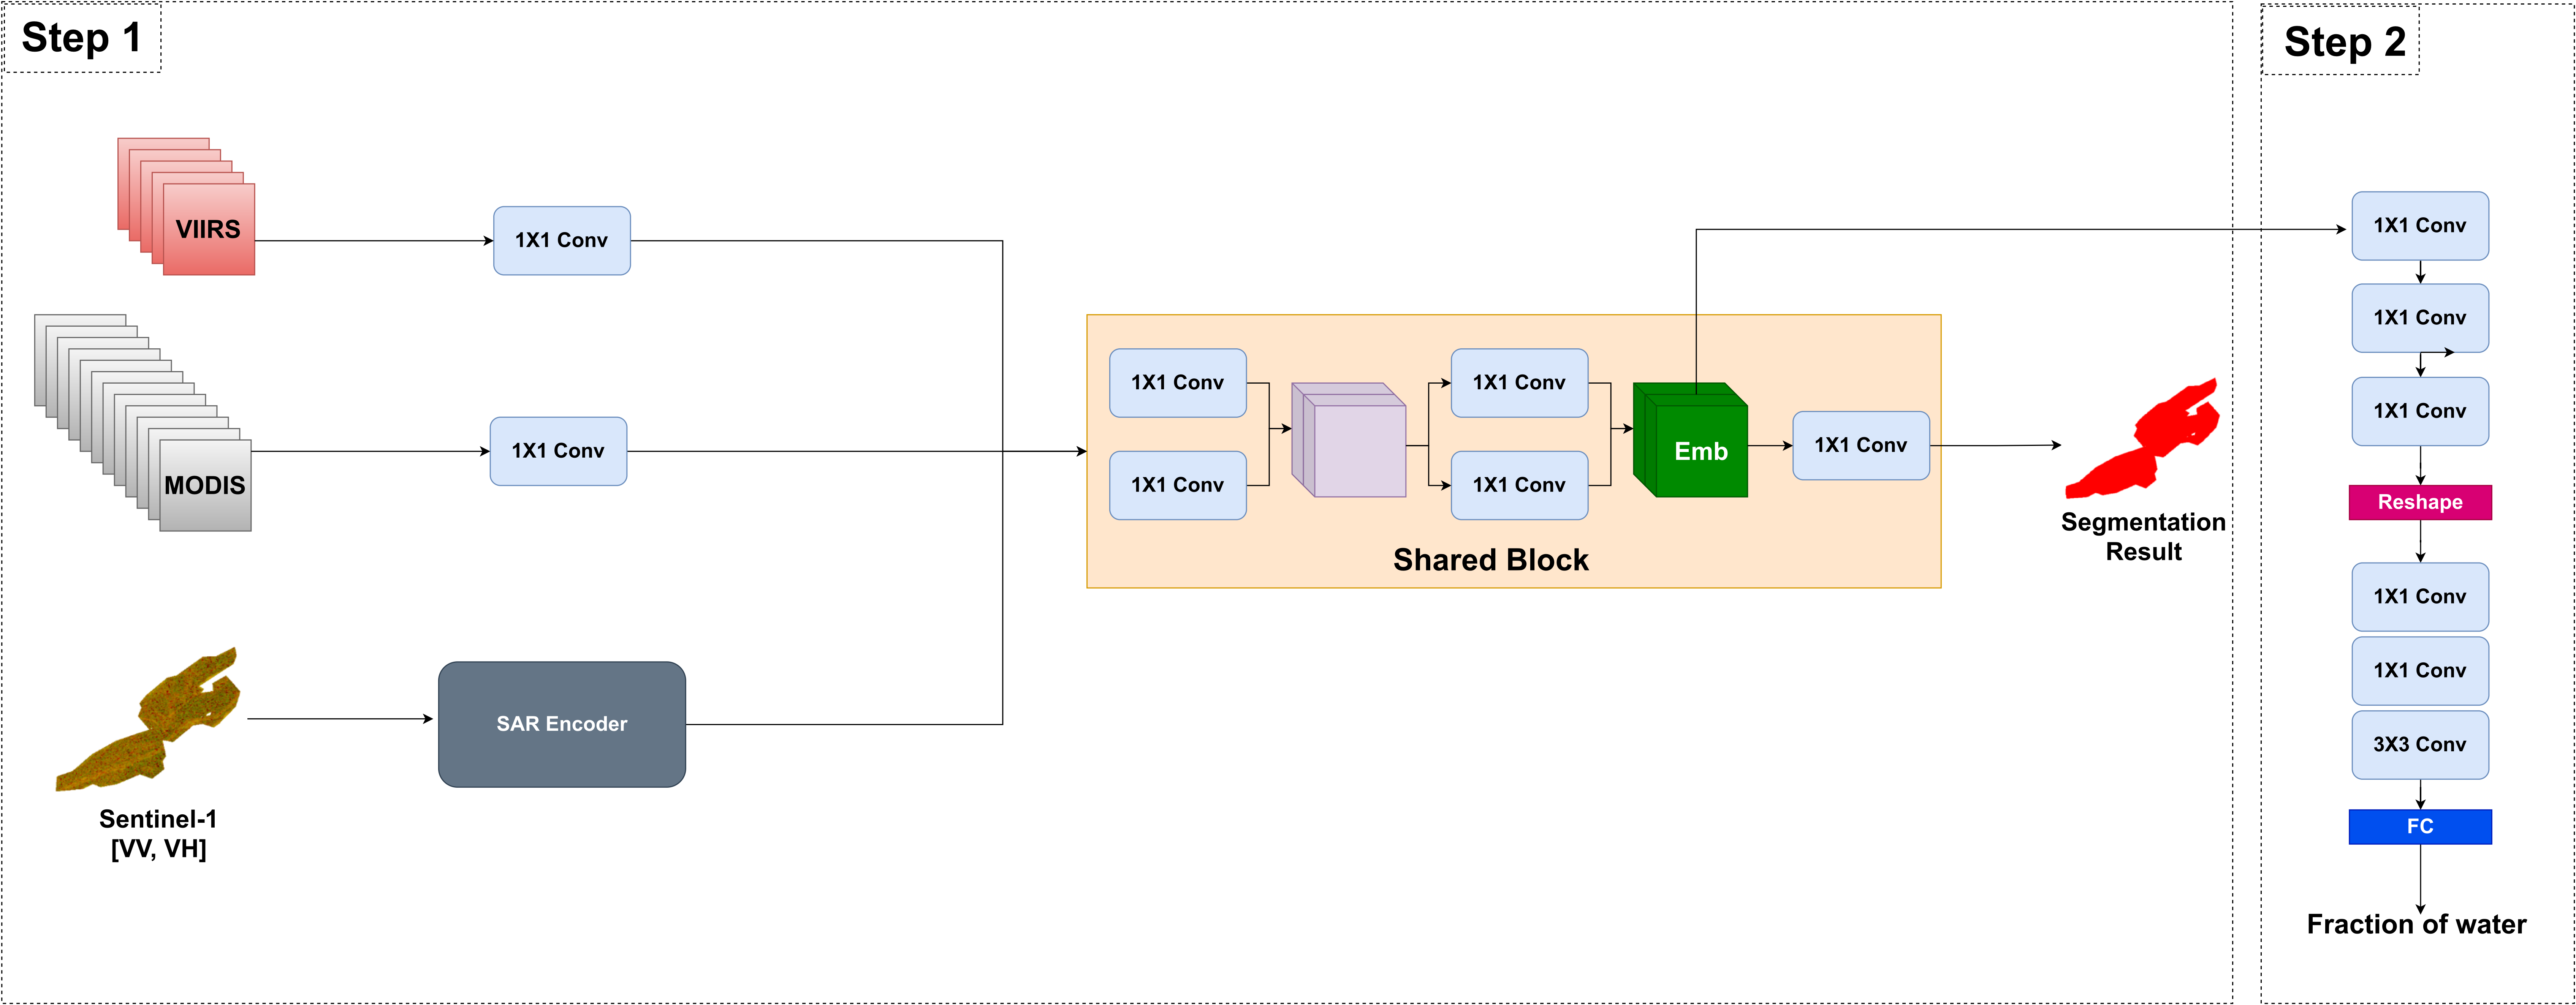 Step 1
VIIRS
1X1 Conv
MODIS
1X1 Conv
Sentinel-1
[VV, VH]
SAR Encoder
1X1 Conv
1X1 Conv
1X1 Conv
1X1 Conv
Emb
1X1 Conv
Shared Block
Segmentation
Result
Step 2
1X1 Conv
1X1 Conv
1X1 Conv
Reshape
1X1 Conv
1X1 Conv
3X3 Conv
FC
Fraction of water